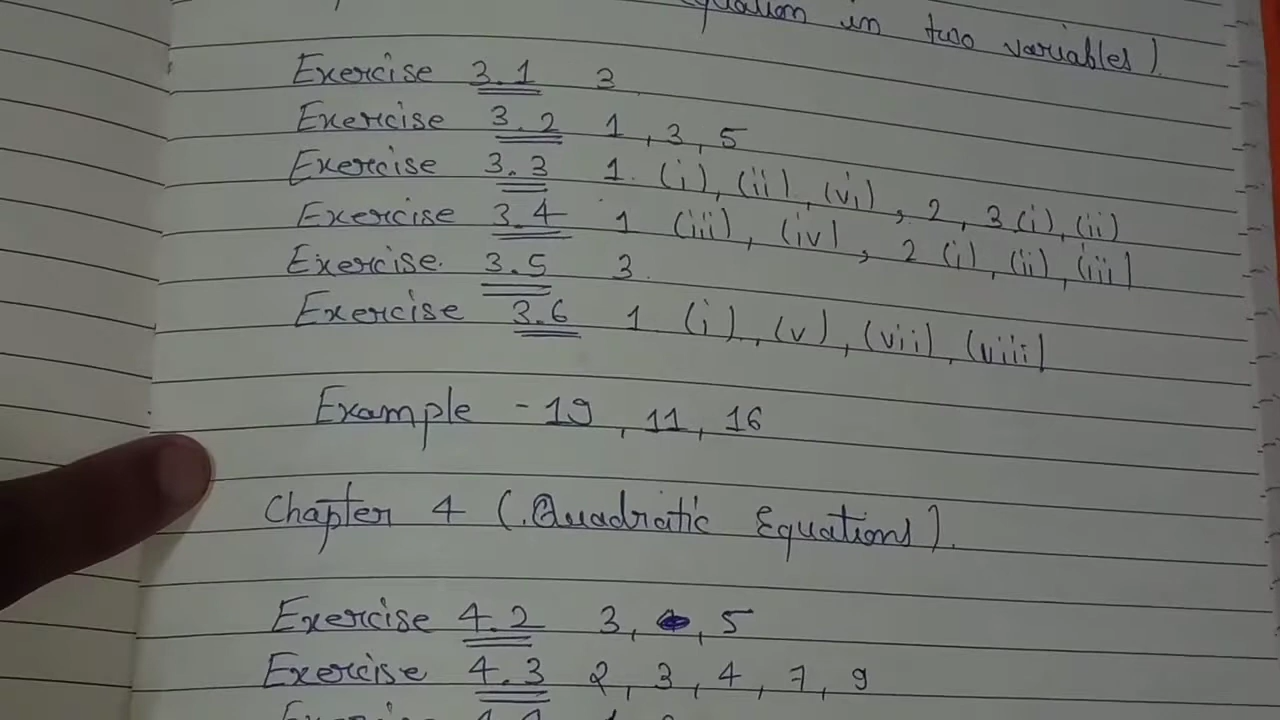 equation in two variables)
Exercise 3.1 3
Exercise 3.2 1, 3, 5
Exercise 3.3 1. (i), (ii), (vi), 2, 3(i), (ii)
Exercise 3.4 1 (iii), (iv), 2 (i), (ii), (iii)
Exercise. 3.5 3.
Exercise 3.6 1 (i), (v), (vii), (viii)
Example - 19, 11, 16
Chapter 4 (.Quadratic Equations).
Exercise 4.2 3, , 5
Exercise 4.3 2, 3, 4, 7, 9